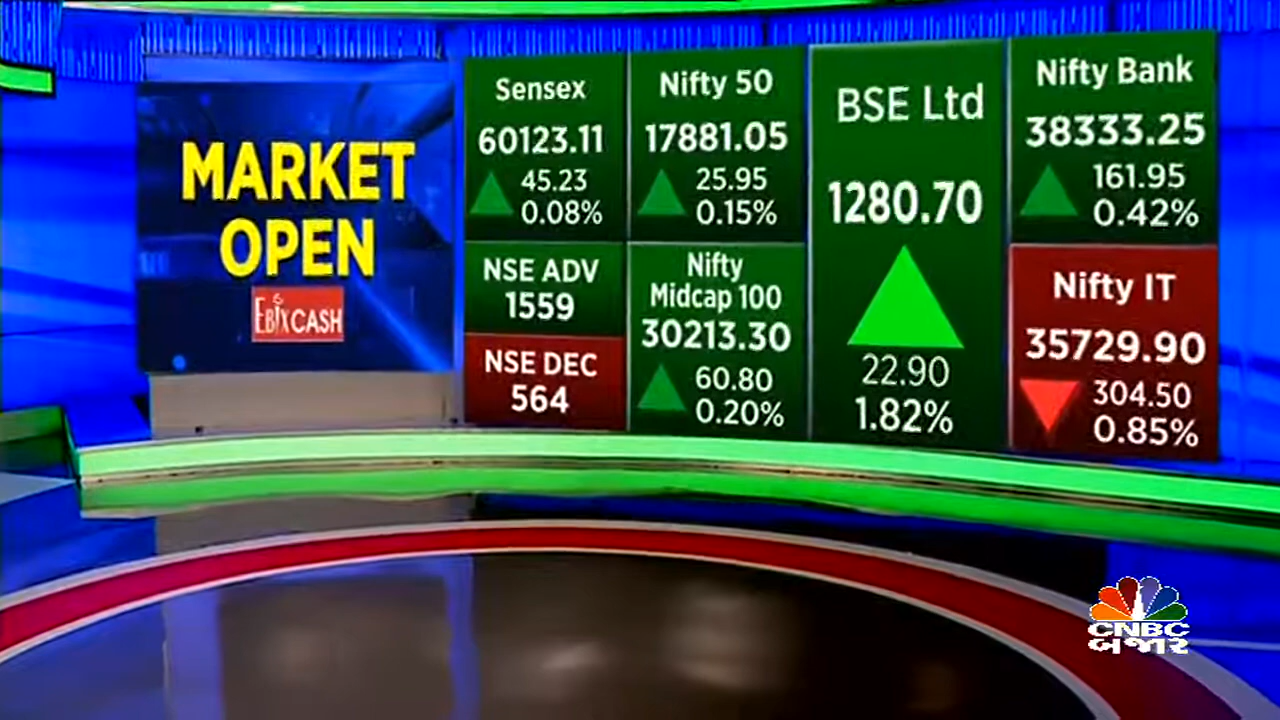 MARKET
OPEN
EbixCASH
Sensex
60123.11
45.23
0.08%
NSE ADV
1559
NSE DEC
564
Nifty 50
17881.05
25.95
0.15%
Nifty
Midcap 100
30213.30
60.80
0.20%
BSE Ltd
1280.70
22.90
1.82%
Nifty Bank
38333.25
161.95
0.42%
Nifty IT
35729.90
304.50
0.85%
CNBC
બજાર